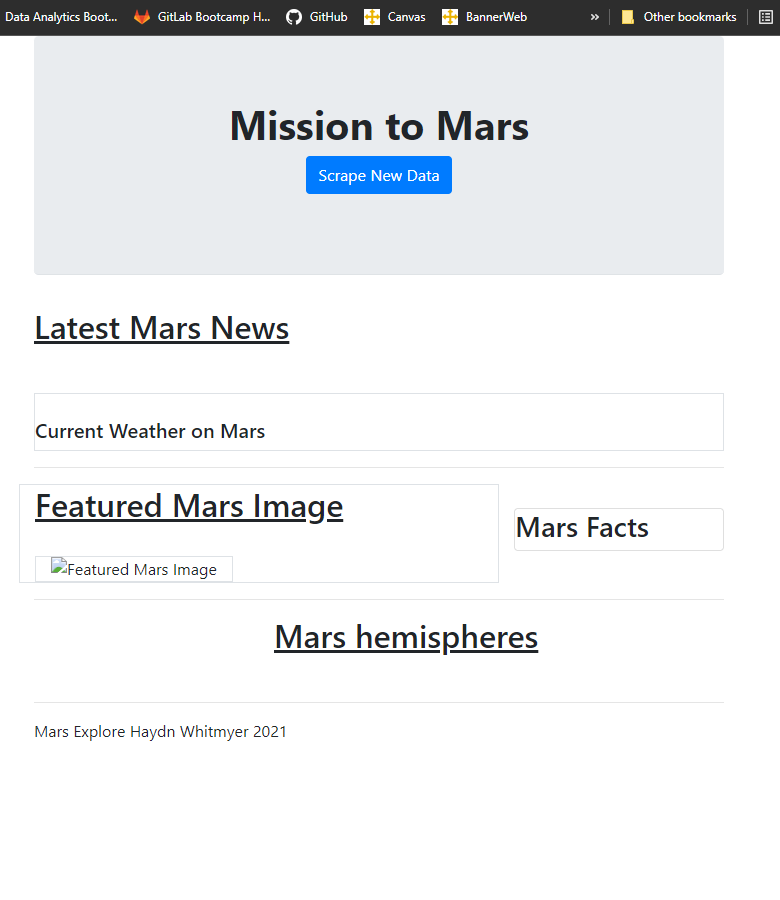 Data Analytics Boot... GitLab Bootcamp H... GitHub Canvas BannerWeb » Other bookmarks
Mission to Mars
Scrape New Data
Latest Mars News
Current Weather on Mars
Featured Mars Image
Mars Facts
Featured Mars Image
Mars hemispheres
Mars Explore Haydn Whitmyer 2021